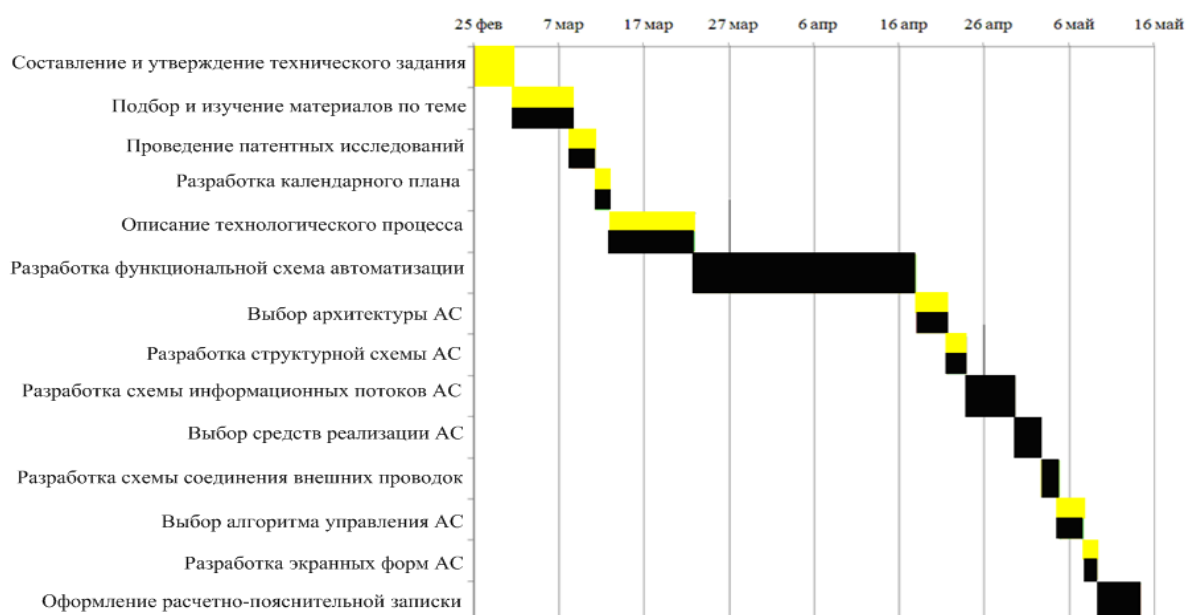 25 фев 7 мар 17 мар 27 мар 6 апр 16 апр 26 апр 6 май 16 май
Составление и утверждение технического задания
Подбор и изучение материалов по теме
Проведение патентных исследований
Разработка календарного плана
Описание технологического процесса
Разработка функциональной схема автоматизации
Выбор архитектуры АС
Разработка структурной схемы АС
Разработка схемы информационных потоков АС
Выбор средств реализации АС
Разработка схемы соединения внешних проводок
Выбор алгоритма управления АС
Разработка экранных форм АС
Оформление расчетно-пояснительной записки